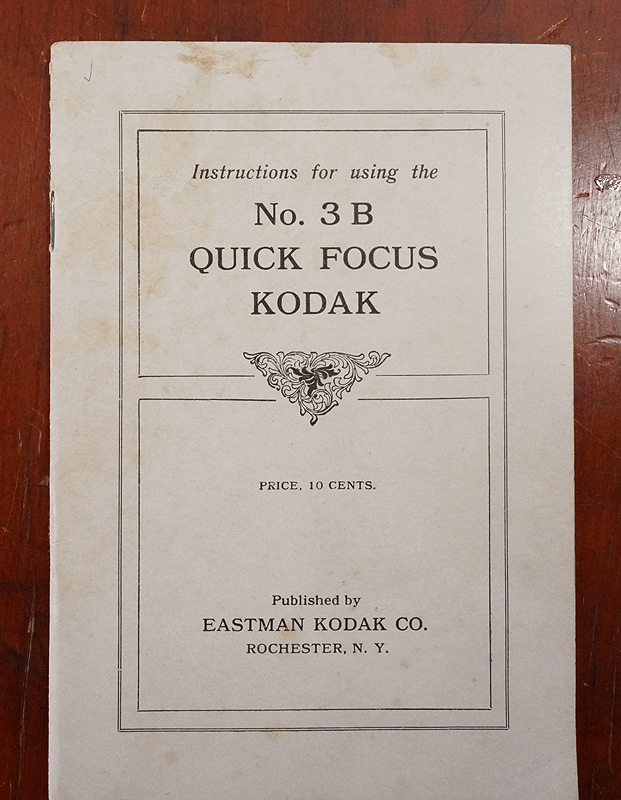 Instructions for using the
No. 3 B
QUICK FOCUS
KODAK
PRICE, 10 CENTS.
Published by
EASTMAN KODAK CO.
ROCHESTER, N. Y.